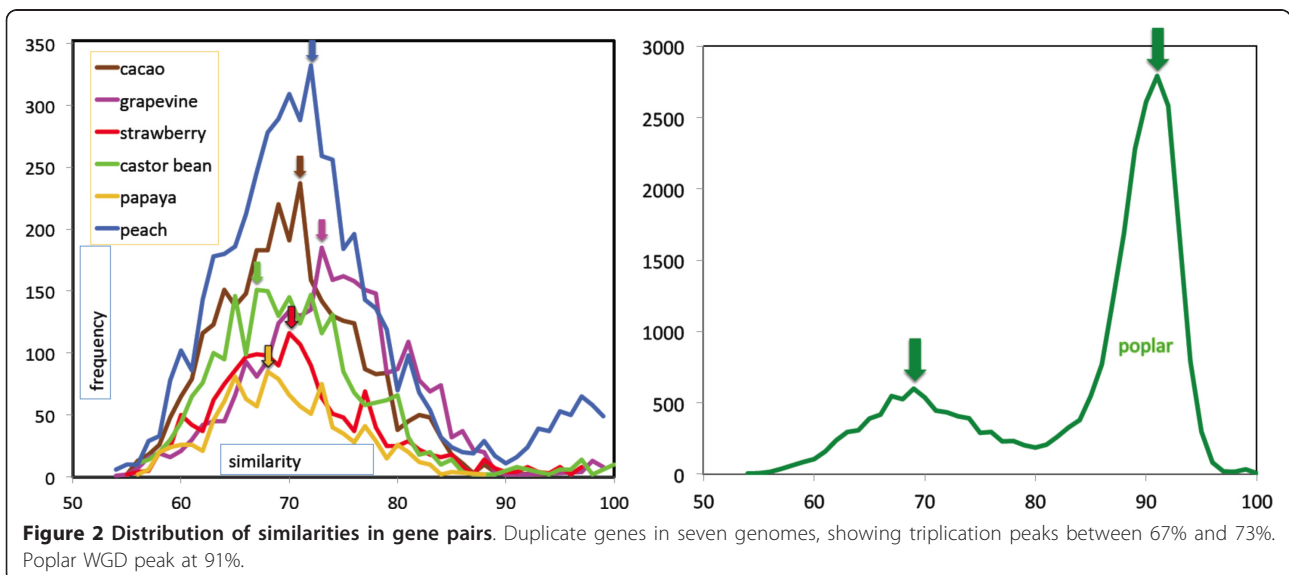 350
300
250
200
150
100
50
0
cacao
grapevine
strawberry
castor bean
papaya
peach
frequency
similarity
50 60 70 80 90 100
3000
2500
2000
1500
1000
500
0
poplar
50 60 70 80 90 100
Figure 2 Distribution of similarities in gene pairs. Duplicate genes in seven genomes, showing triplication peaks between 67% and 73%.
Poplar WGD peak at 91%.